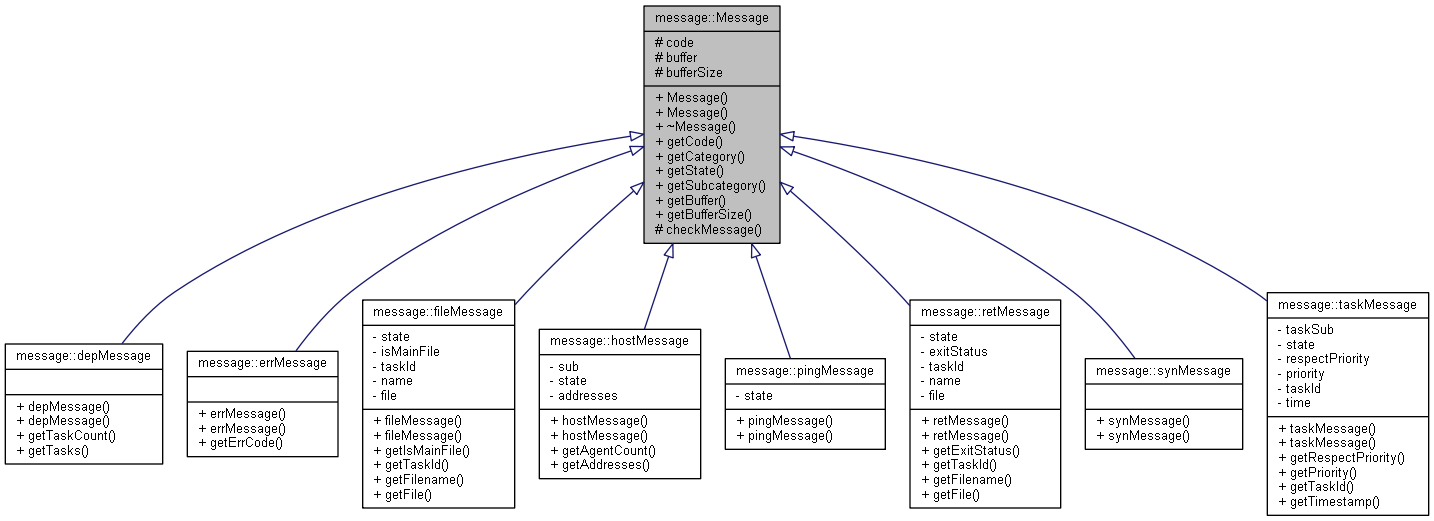 message::Message
# code
# buffer
# bufferSize
+ Message()
+ Message()
+ ~Message()
+ getCode()
+ getCategory()
+ getState()
+ getSubcategory()
+ getBuffer()
+ getBufferSize()
# checkMessage()
message::depMessage
+ depMessage()
+ depMessage()
+ getTaskCount()
+ getTasks()
message::errMessage
+ errMessage()
+ errMessage()
+ getErrCode()
message::fileMessage
- state
- isMainFile
- taskId
- name
- file
+ fileMessage()
+ fileMessage()
+ getIsMainFile()
+ getTaskId()
+ getFilename()
+ getFile()
message::hostMessage
- sub
- state
- addresses
+ hostMessage()
+ hostMessage()
+ getAgentCount()
+ getAddresses()
message::pingMessage
- state
+ pingMessage()
+ pingMessage()
message::retMessage
- state
- exitStatus
- taskId
- name
- file
+ retMessage()
+ retMessage()
+ getExitStatus()
+ getTaskId()
+ getFilename()
+ getFile()
message::synMessage
+ synMessage()
+ synMessage()
message::taskMessage
- taskSub
- state
- respectPriority
- priority
- taskId
- time
+ taskMessage()
+ taskMessage()
+ getRespectPriority()
+ getPriority()
+ getTaskId()
+ getTimestamp()